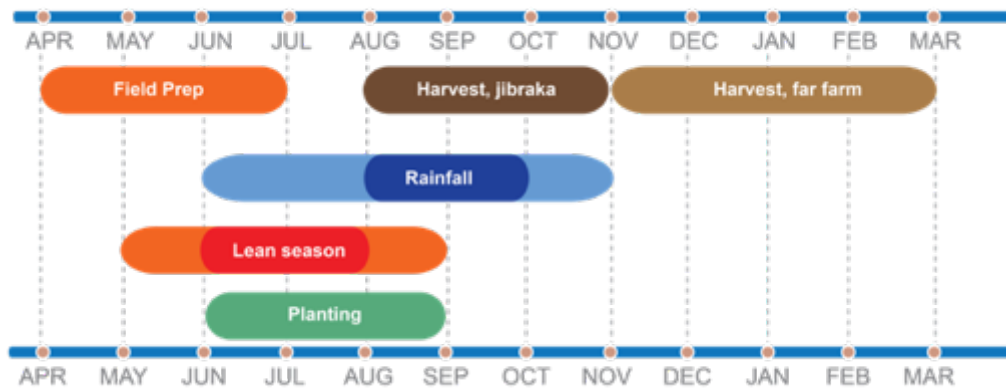 APR MAY JUN JUL AUG SEP OCT NOV DEC JAN FEB MAR
Field Prep Harvest, jibraka Harvest, far farm
Rainfall
Lean season
Planting
APR MAY JUN JUL AUG SEP OCT NOV DEC JAN FEB MAR